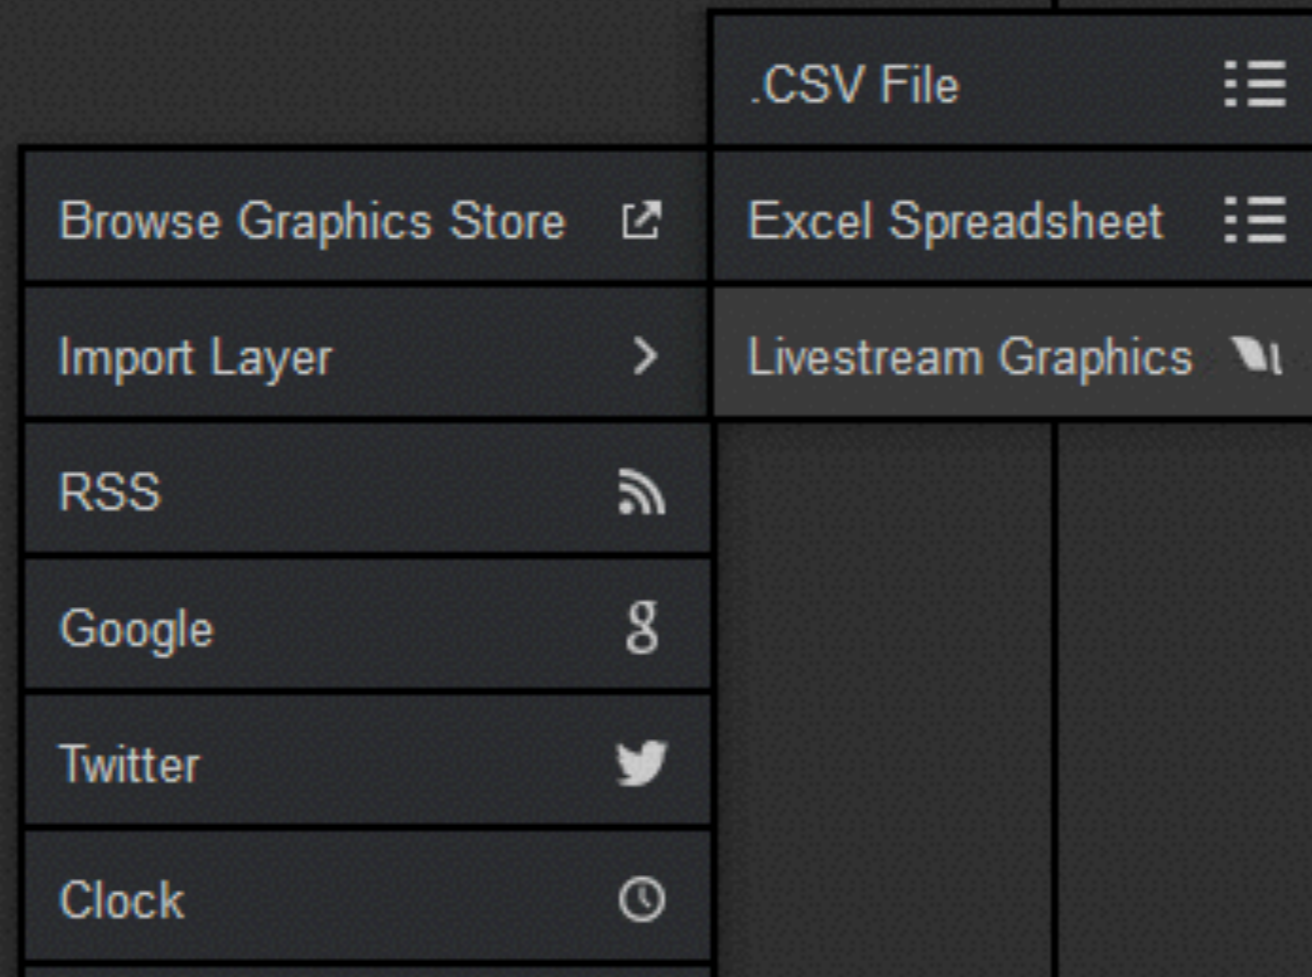 .CSV File
Browse Graphics Store
Excel Spreadsheet
Import Layer
Livestream Graphics
RSS
Google
Twitter
Clock